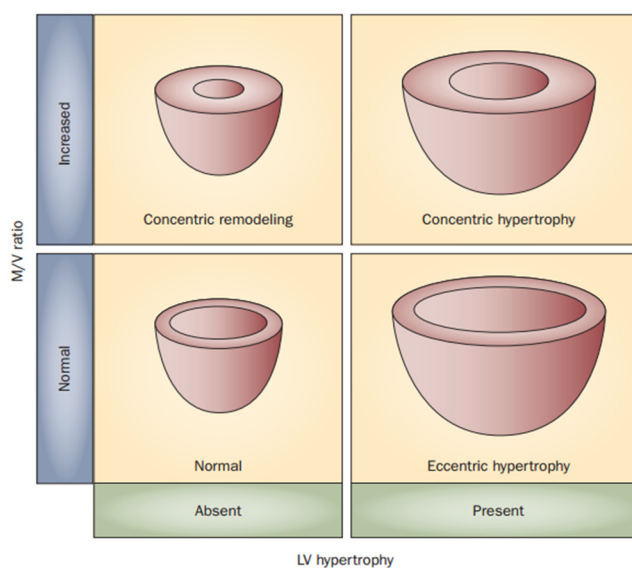 M/V ratio
Increased
Concentric remodeling
Concentric hypertrophy
Normal
Normal
Eccentric hypertrophy
Absent
Present
LV hypertrophy